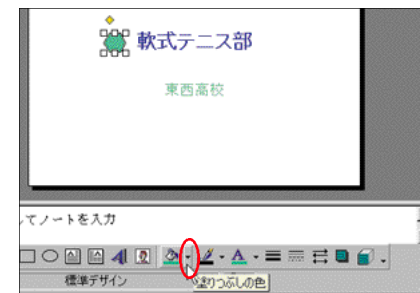 軟式テニス部
東西高校
てノートを入力
標準デザイン
塗りつぶしの色